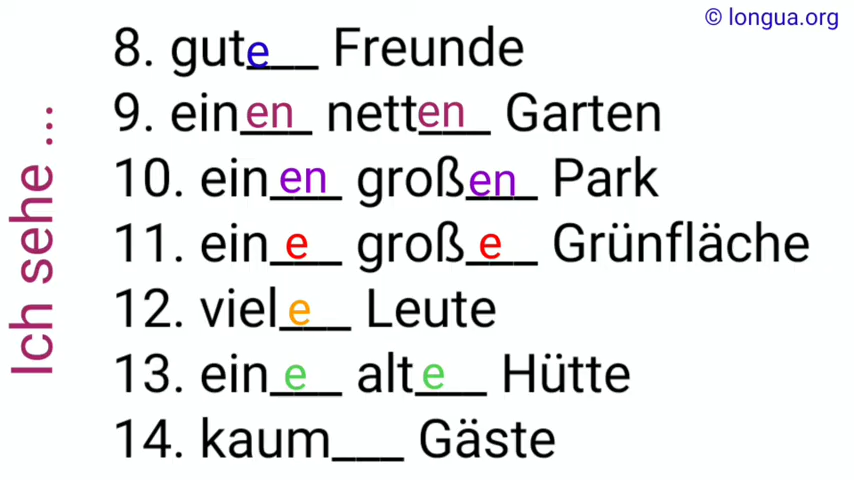 © longua.org
Ich sehe ...
8. gute___ Freunde
9. einen___ netten___ Garten
10. einen___ großen___ Park
11. eine___ große___ Grünfläche
12. viele___ Leute
13. eine___ alte___ Hütte
14. kaum___ Gäste